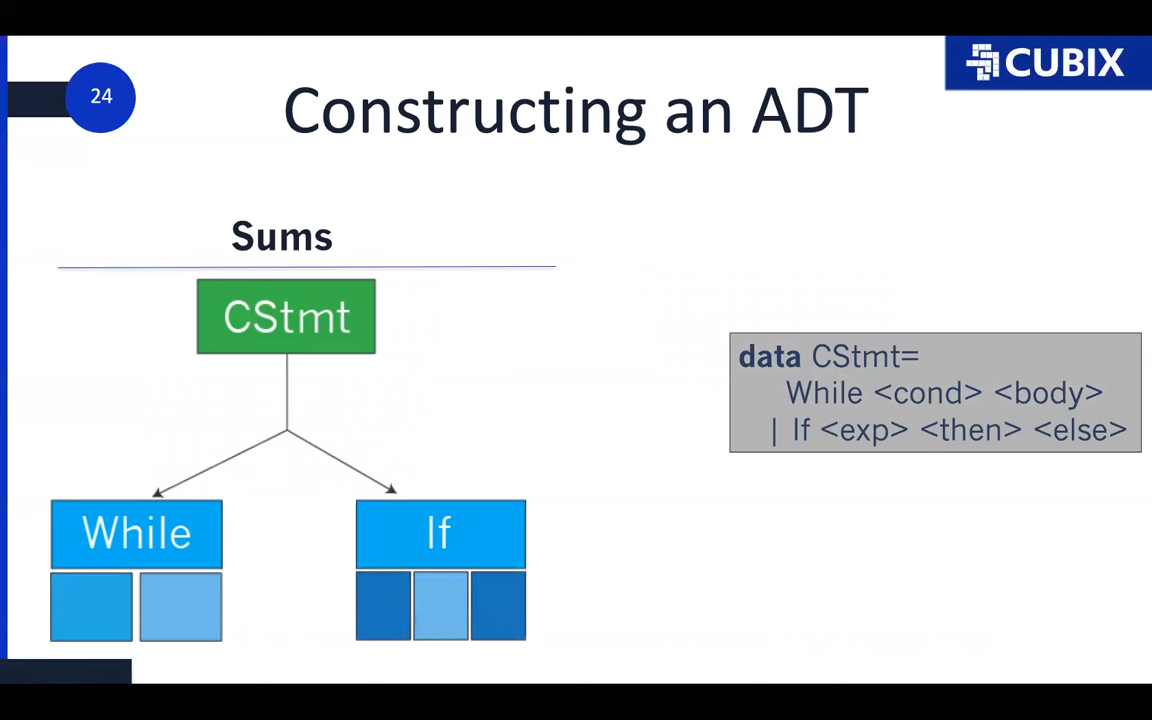 24
CUBIX
Constructing an ADT
Sums
CStmt
data CStmt=
While <cond> <body>
| If <exp> <then> <else>
While
If